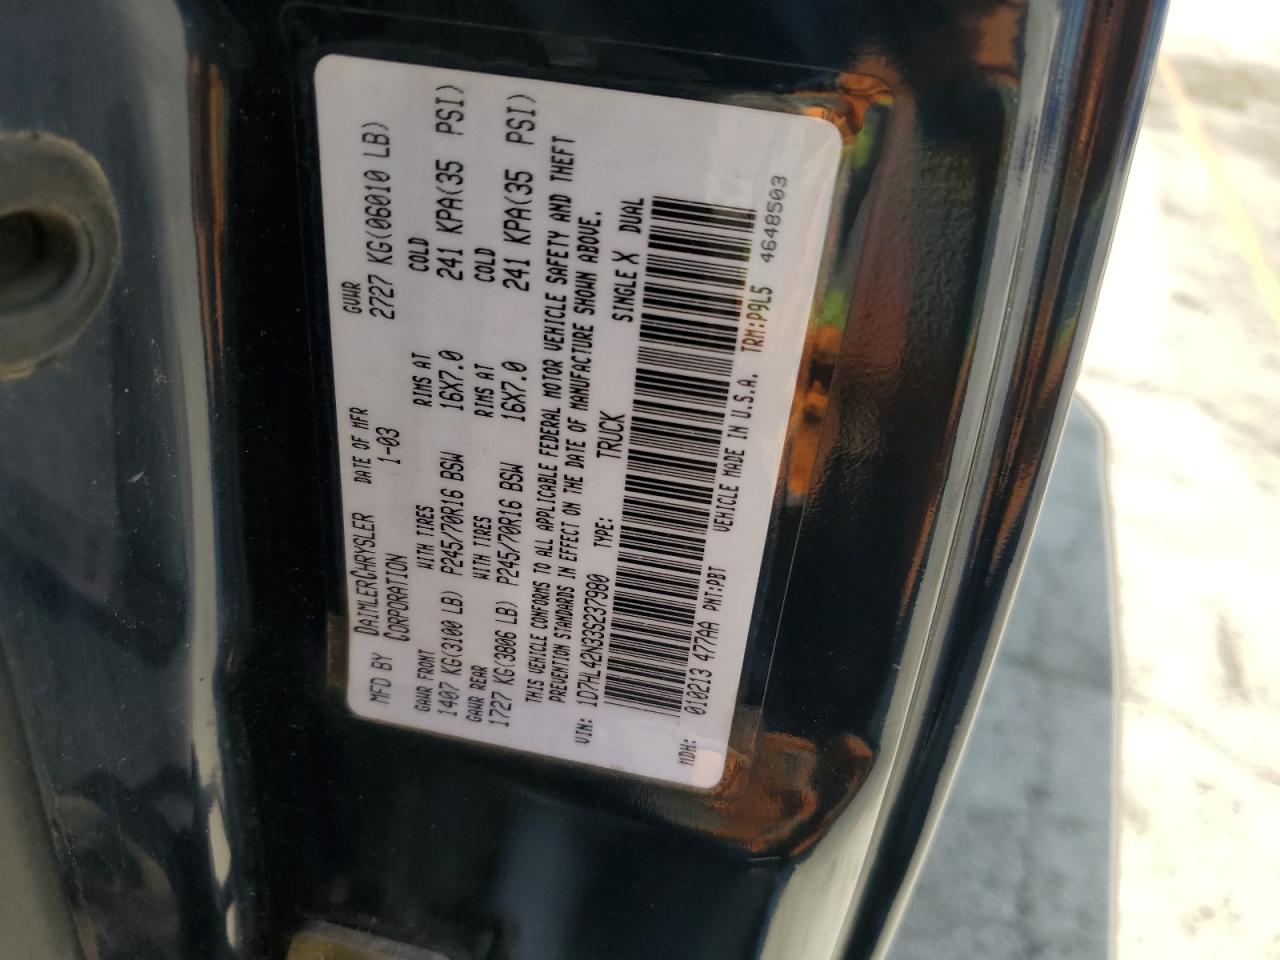 MFD BY DAIMLERCHRYSLER CORPORATION DATE OF MFR 1-03 GVWR 2727 KG(06010 LB)
GAWR FRONT WITH TIRES RIMS AT COLD
1407 KG(3100 LB) P245/70R16 BSW 16X7.0 241 KPA(35 PSI)
GAWR REAR WITH TIRES RIMS AT COLD
1727 KG(3806 LB) P245/70R16 BSW 16X7.0 241 KPA(35 PSI)
THIS VEHICLE CONFORMS TO ALL APPLICABLE FEDERAL MOTOR VEHICLE SAFETY AND THEFT
PREVENTION STANDARDS IN EFFECT ON THE DATE OF MANUFACTURE SHOWN ABOVE.
VIN: 1D7HL42N33S237980 TYPE: TRUCK SINGLE X DUAL
MDH: 010213 477AA PNT:PBT VEHICLE MADE IN U.S.A. TRM:P9L5 4648503